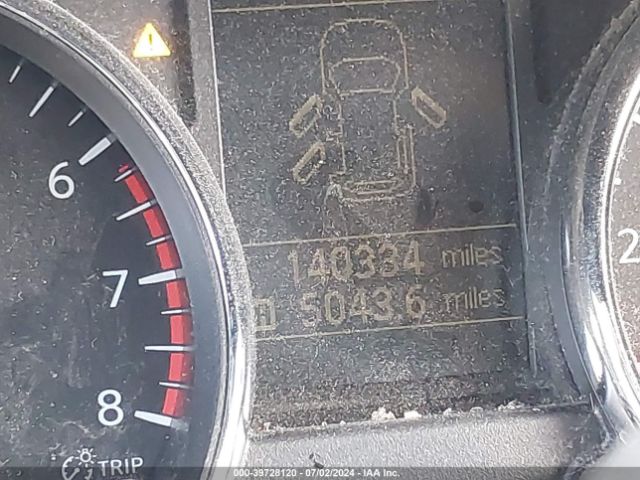 6
7
8
140334 miles
5043.6 miles
2
TRIP
000-39728120 - 07/02/2024 - IAA Inc.